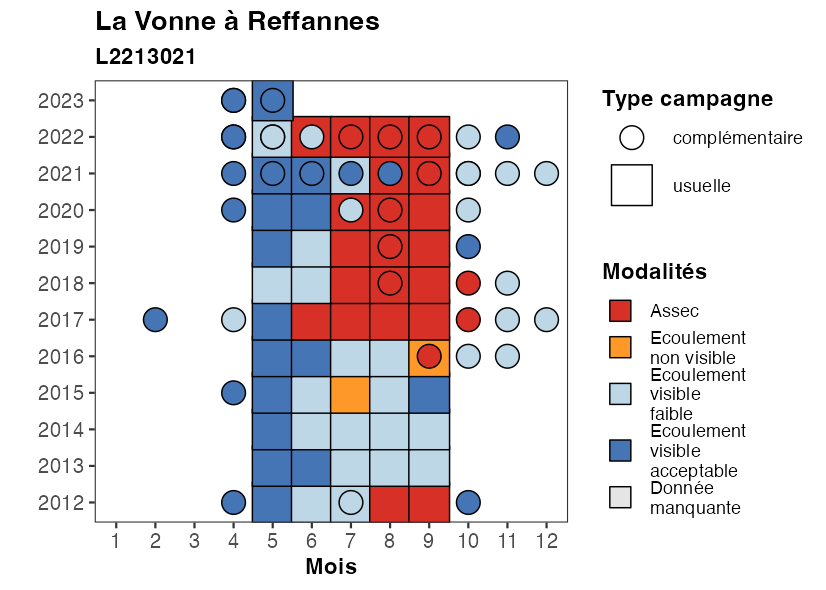 La Vonne à Reffannes
L2213021
2023
2022
2021
2020
2019
2018
2017
2016
2015
2014
2013
2012
1 2 3 4 5 6 7 8 9 10 11 12
Mois
Type campagne
complémentaire
usuelle
Modalités
Assec
Ecoulement
non visible
Ecoulement
visible
faible
Ecoulement
visible
acceptable
Donnée
manquante